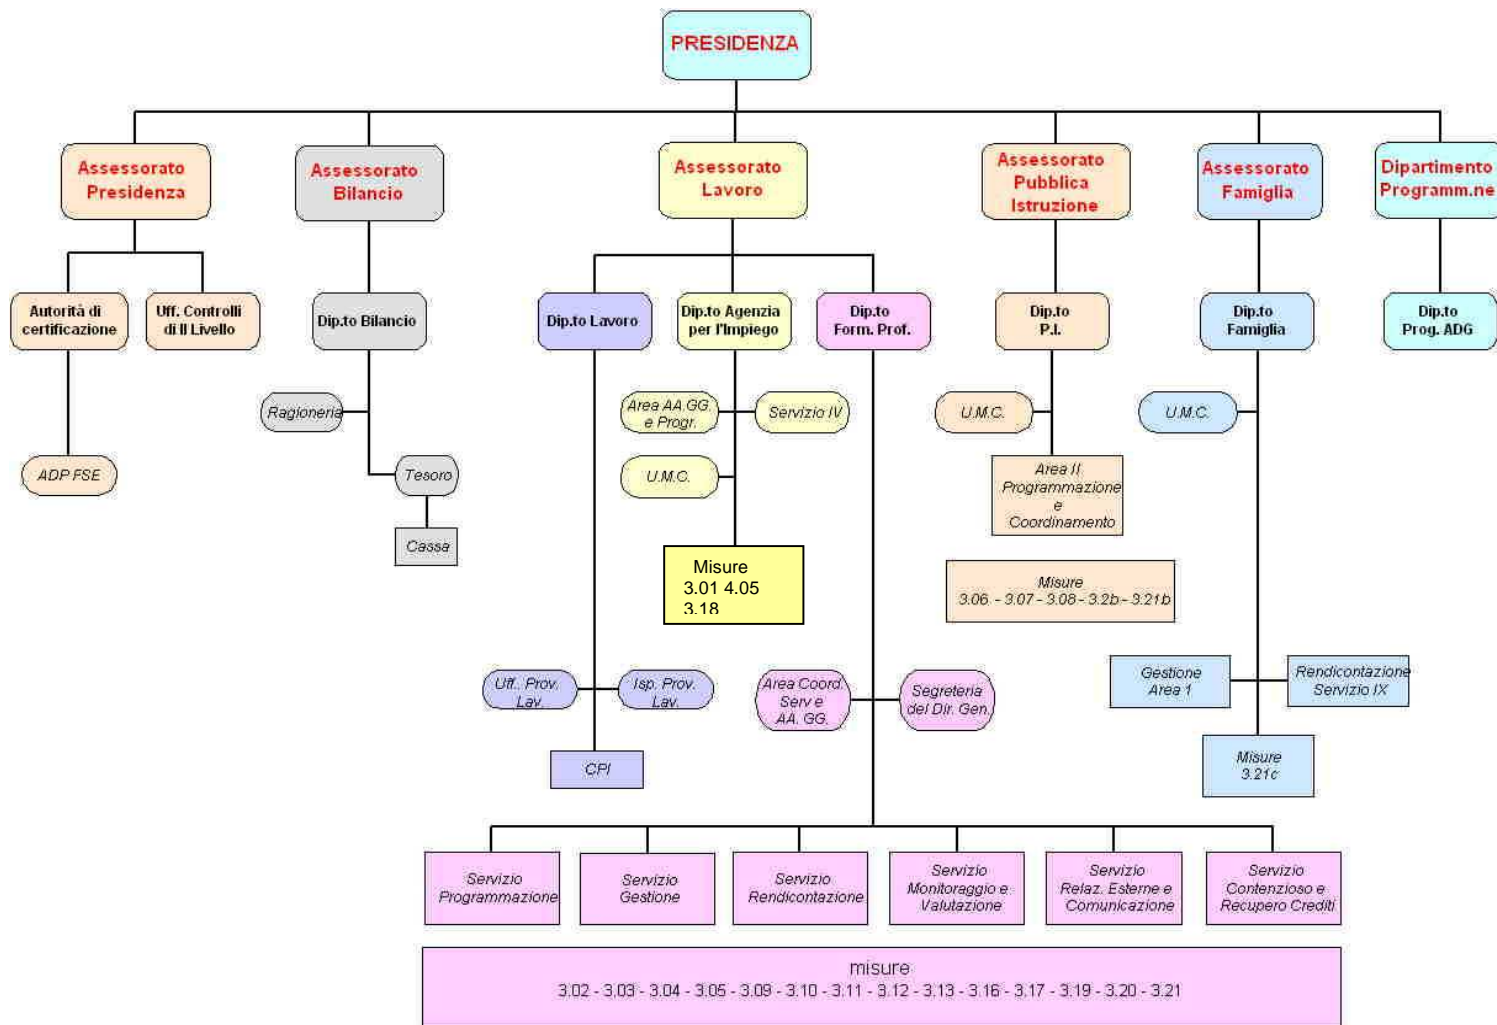 PRESIDENZA
Assessorato
Presidenza
Assessorato
Bilancio
Assessorato
Lavoro
Assessorato
Pubblica
Istruzione
Assessorato
Famiglia
Dipartimento
Programm.ne
Autorità di
certificazione
Uff. Controlli
di II Livello
Dip.to Bilancio
Dip.to Lavoro
Dip.to Agenzia
per l'Impiego
Dip.to
Form. Prof.
Dip.to
P.I.
Dip.to
Famiglia
Dip.to
Prog. ADG
Ragioneria
Area AA.GG.
e Progr.
Servizio IV
U.M.C.
U.M.C.
ADP FSE
Tesoro
U.M.C.
Area II
Programmazione
e
Coordinamento
Cassa
Misure
3.01 4.05
3.18
Misure
3.06. - 3.07 - 3.08 - 3.2b - 3.21b
Uff.. Prov.
Lav.
Isp. Prov.
Lav.
Area Coord.
Serv e
AA. GG.
Segreteria
del Dir. Gen.
Gestione
Area 1
Rendicontazione
Servizio IX
CPI
Misure
3.21c
Servizio
Programmazione
Servizio
Gestione
Servizio
Rendicontazione
Servizio
Monitoraggio e
Valutazione
Servizio
Relaz. Esterne e
Comunicazione
Servizio
Contenzioso e
Recupero Crediti
misure
3.02 - 3.03 - 3.04 - 3.05 - 3.09 - 3.10 - 3.11 - 3.12 - 3.13 - 3.16 - 3.17 - 3.19 - 3.20 - 3.21